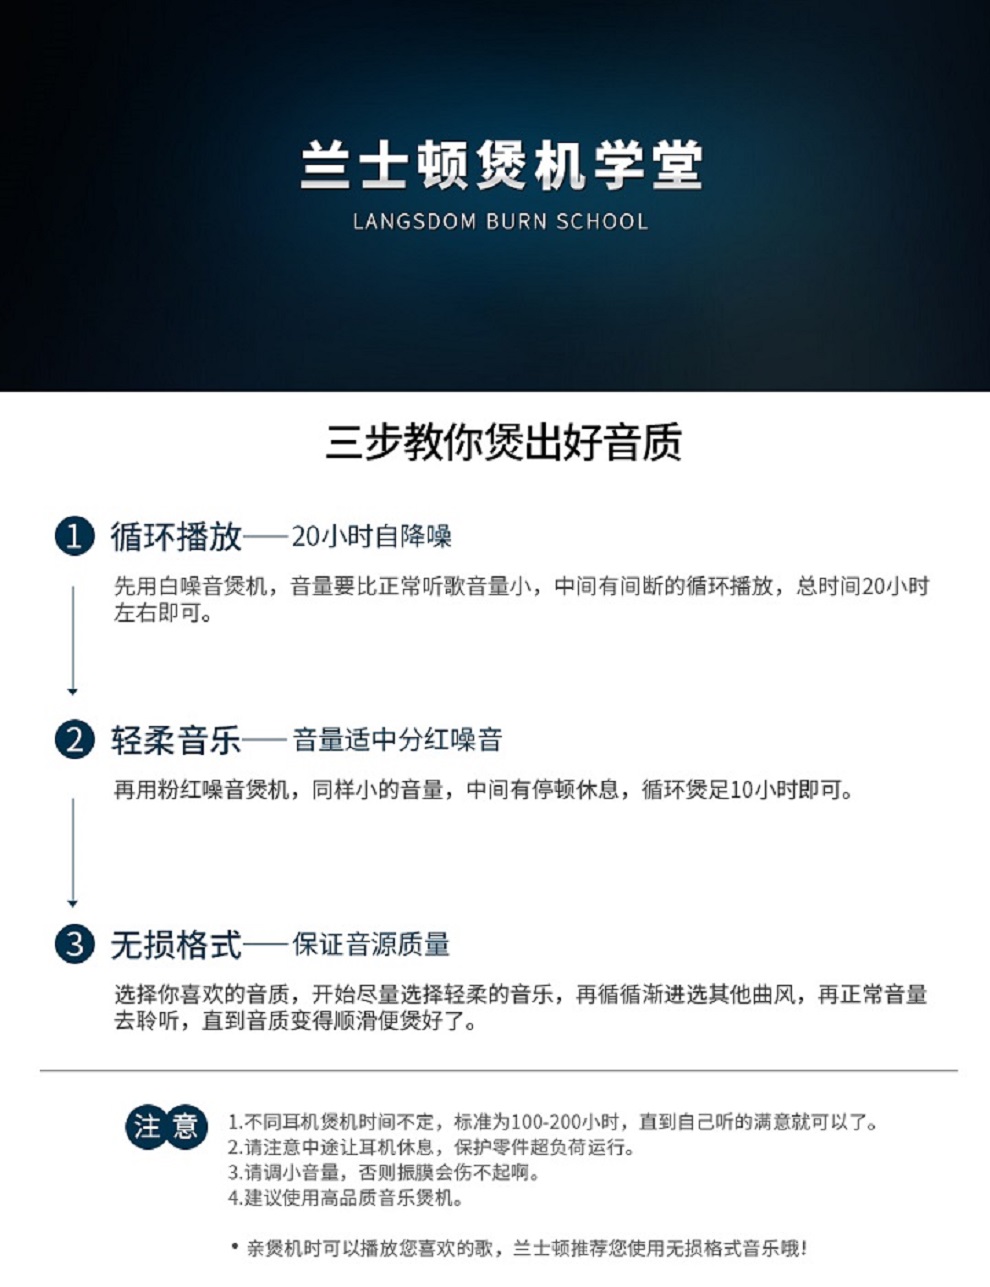 兰士顿煲机学堂
LANGSDOM BURN SCHOOL
三步教你煲出好音质
1 循环播放——20小时自降噪
先用白噪音煲机，音量要比正常听歌音量小，中间有间断的循环播放，总时间20小时
左右即可。
2 轻柔音乐——音量适中分红噪音
再用粉红噪音煲机，同样小的音量，中间有停顿休息，循环煲足10小时即可。
3 无损格式——保证音源质量
选择你喜欢的音质，开始尽量选择轻柔的音乐，再循循渐进选其他曲风，再正常音量
去聆听，直到音质变得顺滑便煲好了。
注意
1.不同耳机煲机时间不定，标准为100-200小时，直到自己听的满意就可以了。
2.请注意中途让耳机休息，保护零件超负荷运行。
3.请调小音量，否则振膜会伤不起啊。
4.建议使用高品质音乐煲机。
• 亲煲机时可以播放您喜欢的歌，兰士顿推荐您使用无损格式音乐哦!